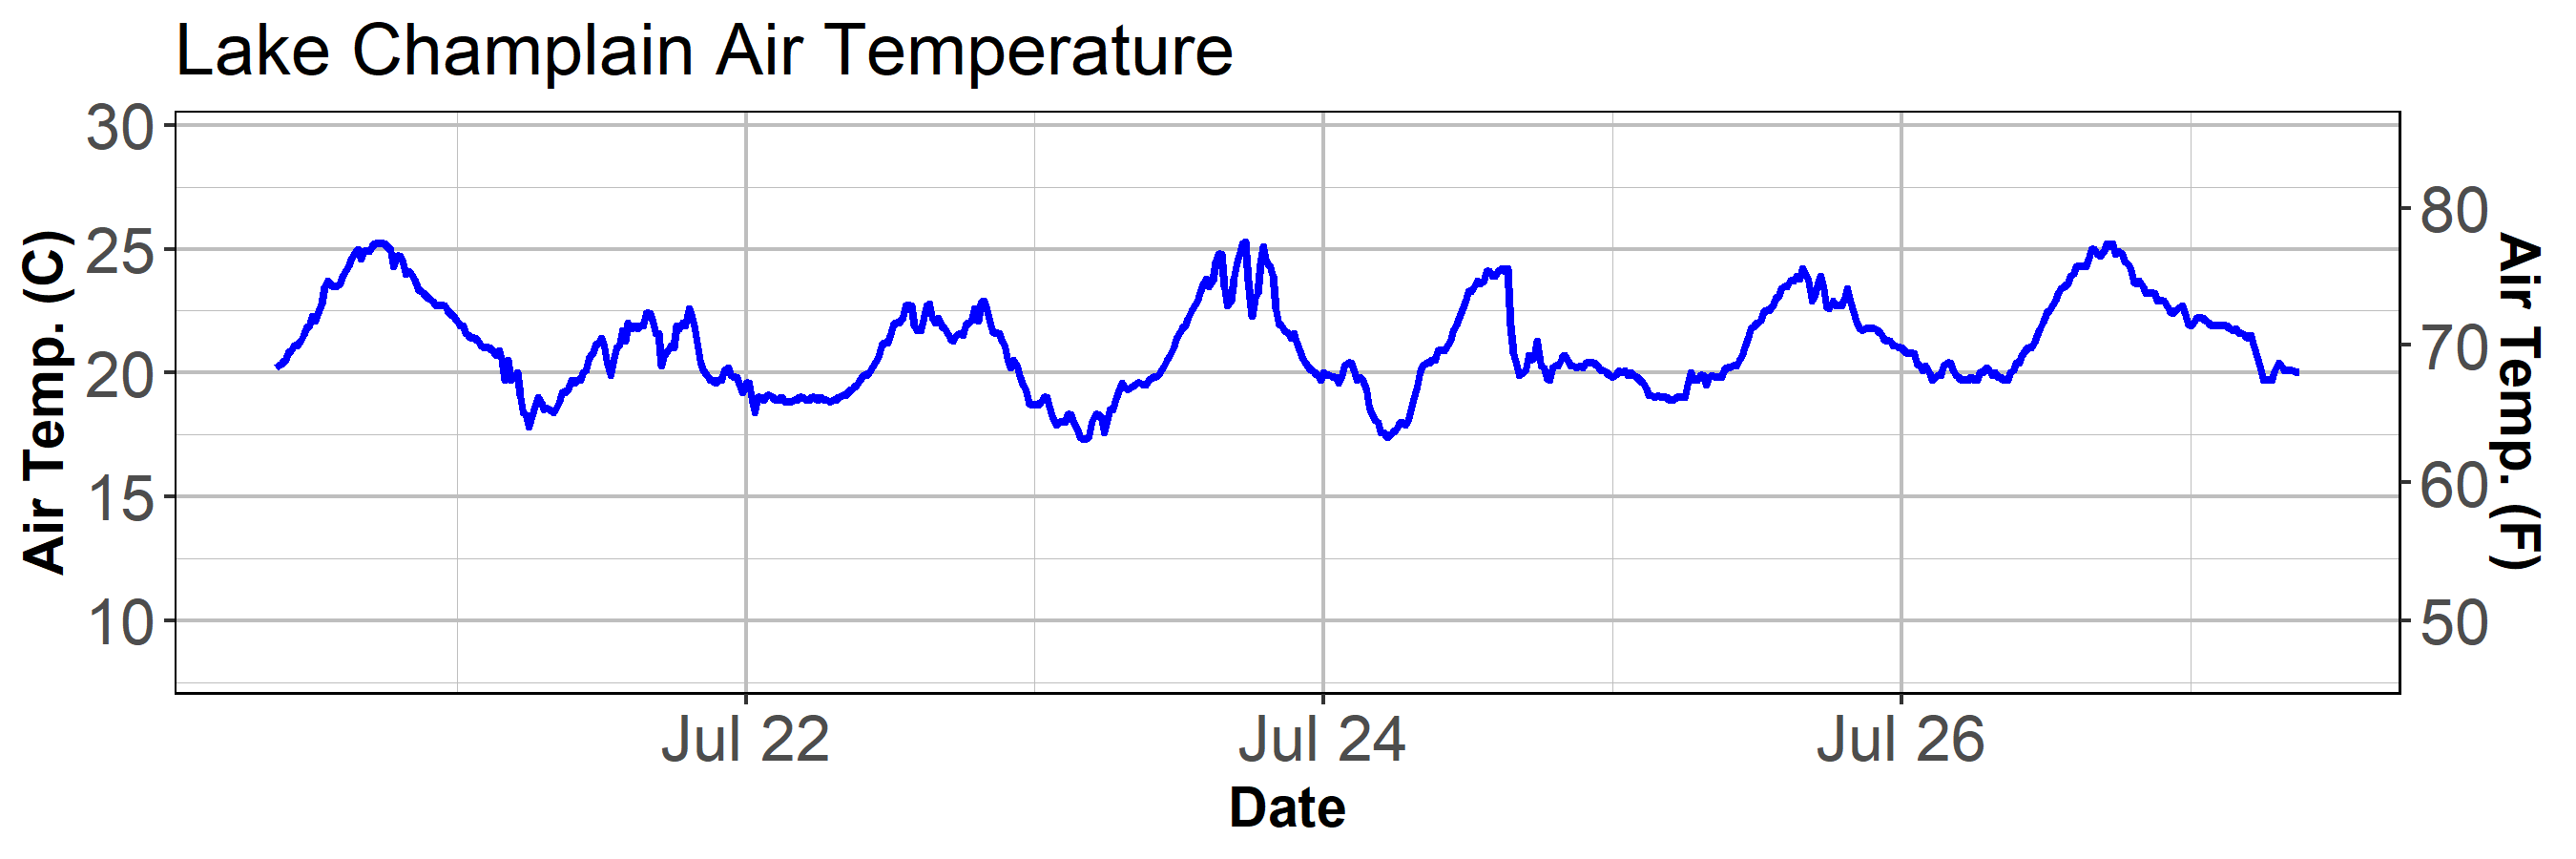 Lake Champlain Air Temperature
30
25
20
15
10
Air Temp. (C)
80
70
60
50
Air Temp. (F)
Jul 22 Jul 24 Jul 26
Date